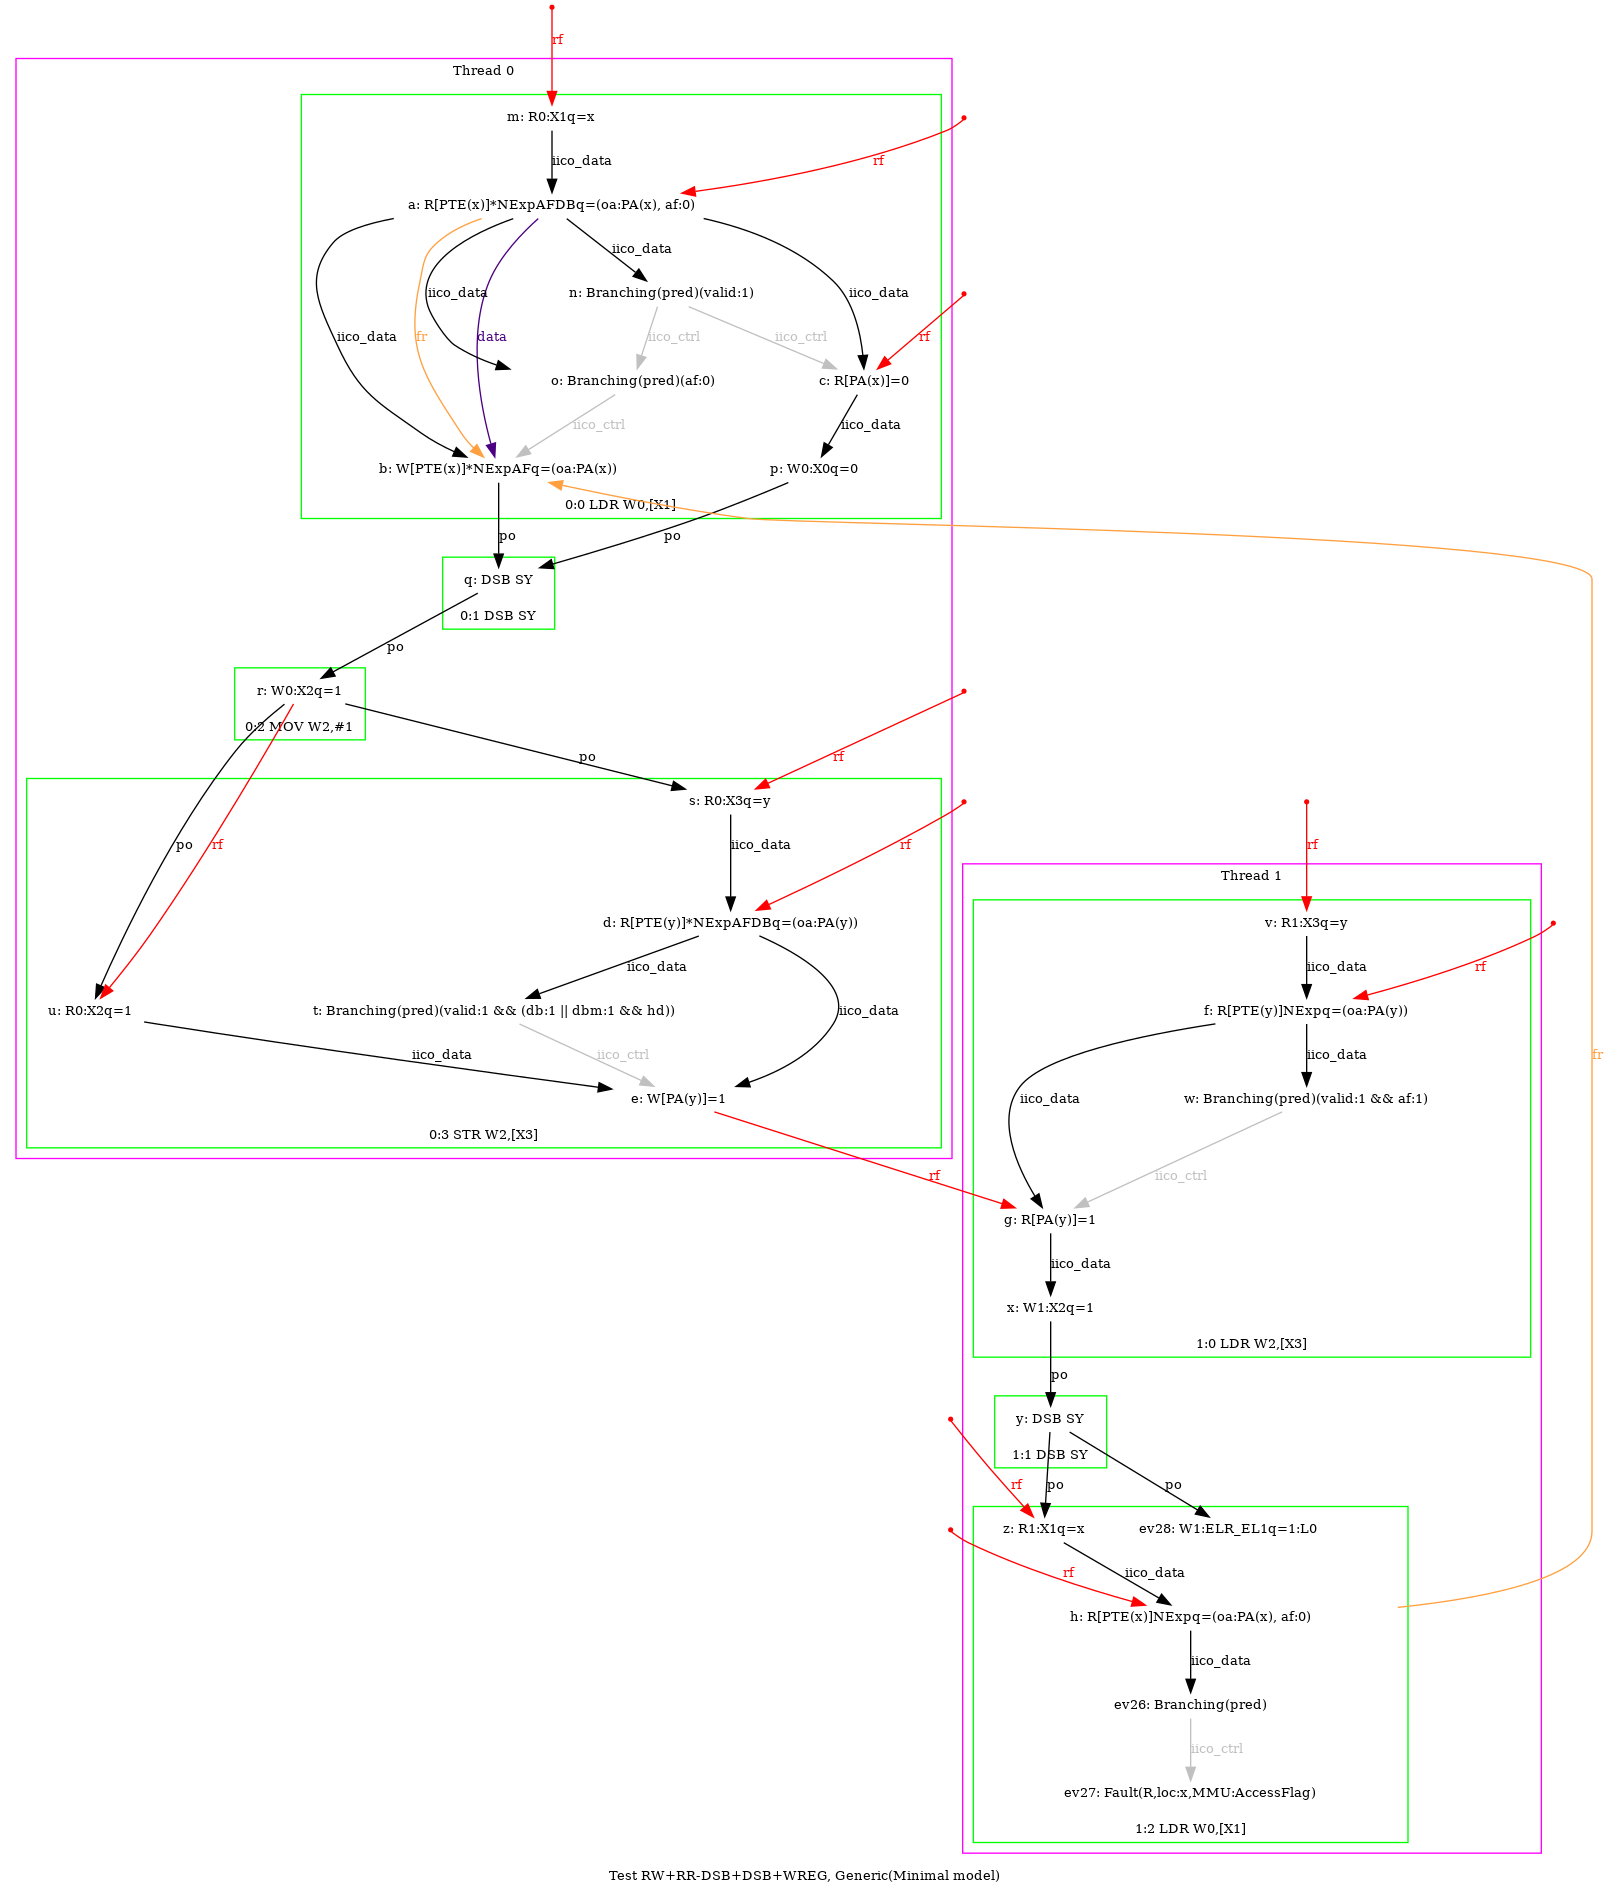 rf
Thread 0
m: R0:X1q=x
iico_data
rf
a: R[PTE(x)]*NExpAFDBq=(oa:PA(x), af:0)
iico_data
n: Branching(pred)(valid:1)
iico_data
iico_data
iico_data
fr
data
iico_ctrl
iico_ctrl
rf
o: Branching(pred)(af:0)
c: R[PA(x)]=0
iico_ctrl
iico_data
b: W[PTE(x)]*NExpAFq=(oa:PA(x))
p: W0:X0q=0
0:0 LDR W0,[X1]
po
po
q: DSB SY
0:1 DSB SY
po
r: W0:X2q=1
0:2 MOV W2,#1
po
rf
s: R0:X3q=y
po
rf
iico_data
rf
rf
Thread 1
d: R[PTE(y)]*NExpAFDBq=(oa:PA(y))
v: R1:X3q=y
iico_data
iico_data
rf
u: R0:X2q=1
t: Branching(pred)(valid:1 && (db:1 || dbm:1 && hd))
iico_data
f: R[PTE(y)]NExpq=(oa:PA(y))
iico_data
iico_ctrl
iico_data
fr
e: W[PA(y)]=1
iico_data
w: Branching(pred)(valid:1 && af:1)
0:3 STR W2,[X3]
rf
iico_ctrl
g: R[PA(y)]=1
iico_data
x: W1:X2q=1
1:0 LDR W2,[X3]
po
y: DSB SY
1:1 DSB SY
rf
po
po
z: R1:X1q=x
ev28: W1:ELR_EL1q=1:L0
rf
iico_data
h: R[PTE(x)]NExpq=(oa:PA(x), af:0)
iico_data
ev26: Branching(pred)
iico_ctrl
ev27: Fault(R,loc:x,MMU:AccessFlag)
1:2 LDR W0,[X1]
Test RW+RR-DSB+DSB+WREG, Generic(Minimal model)